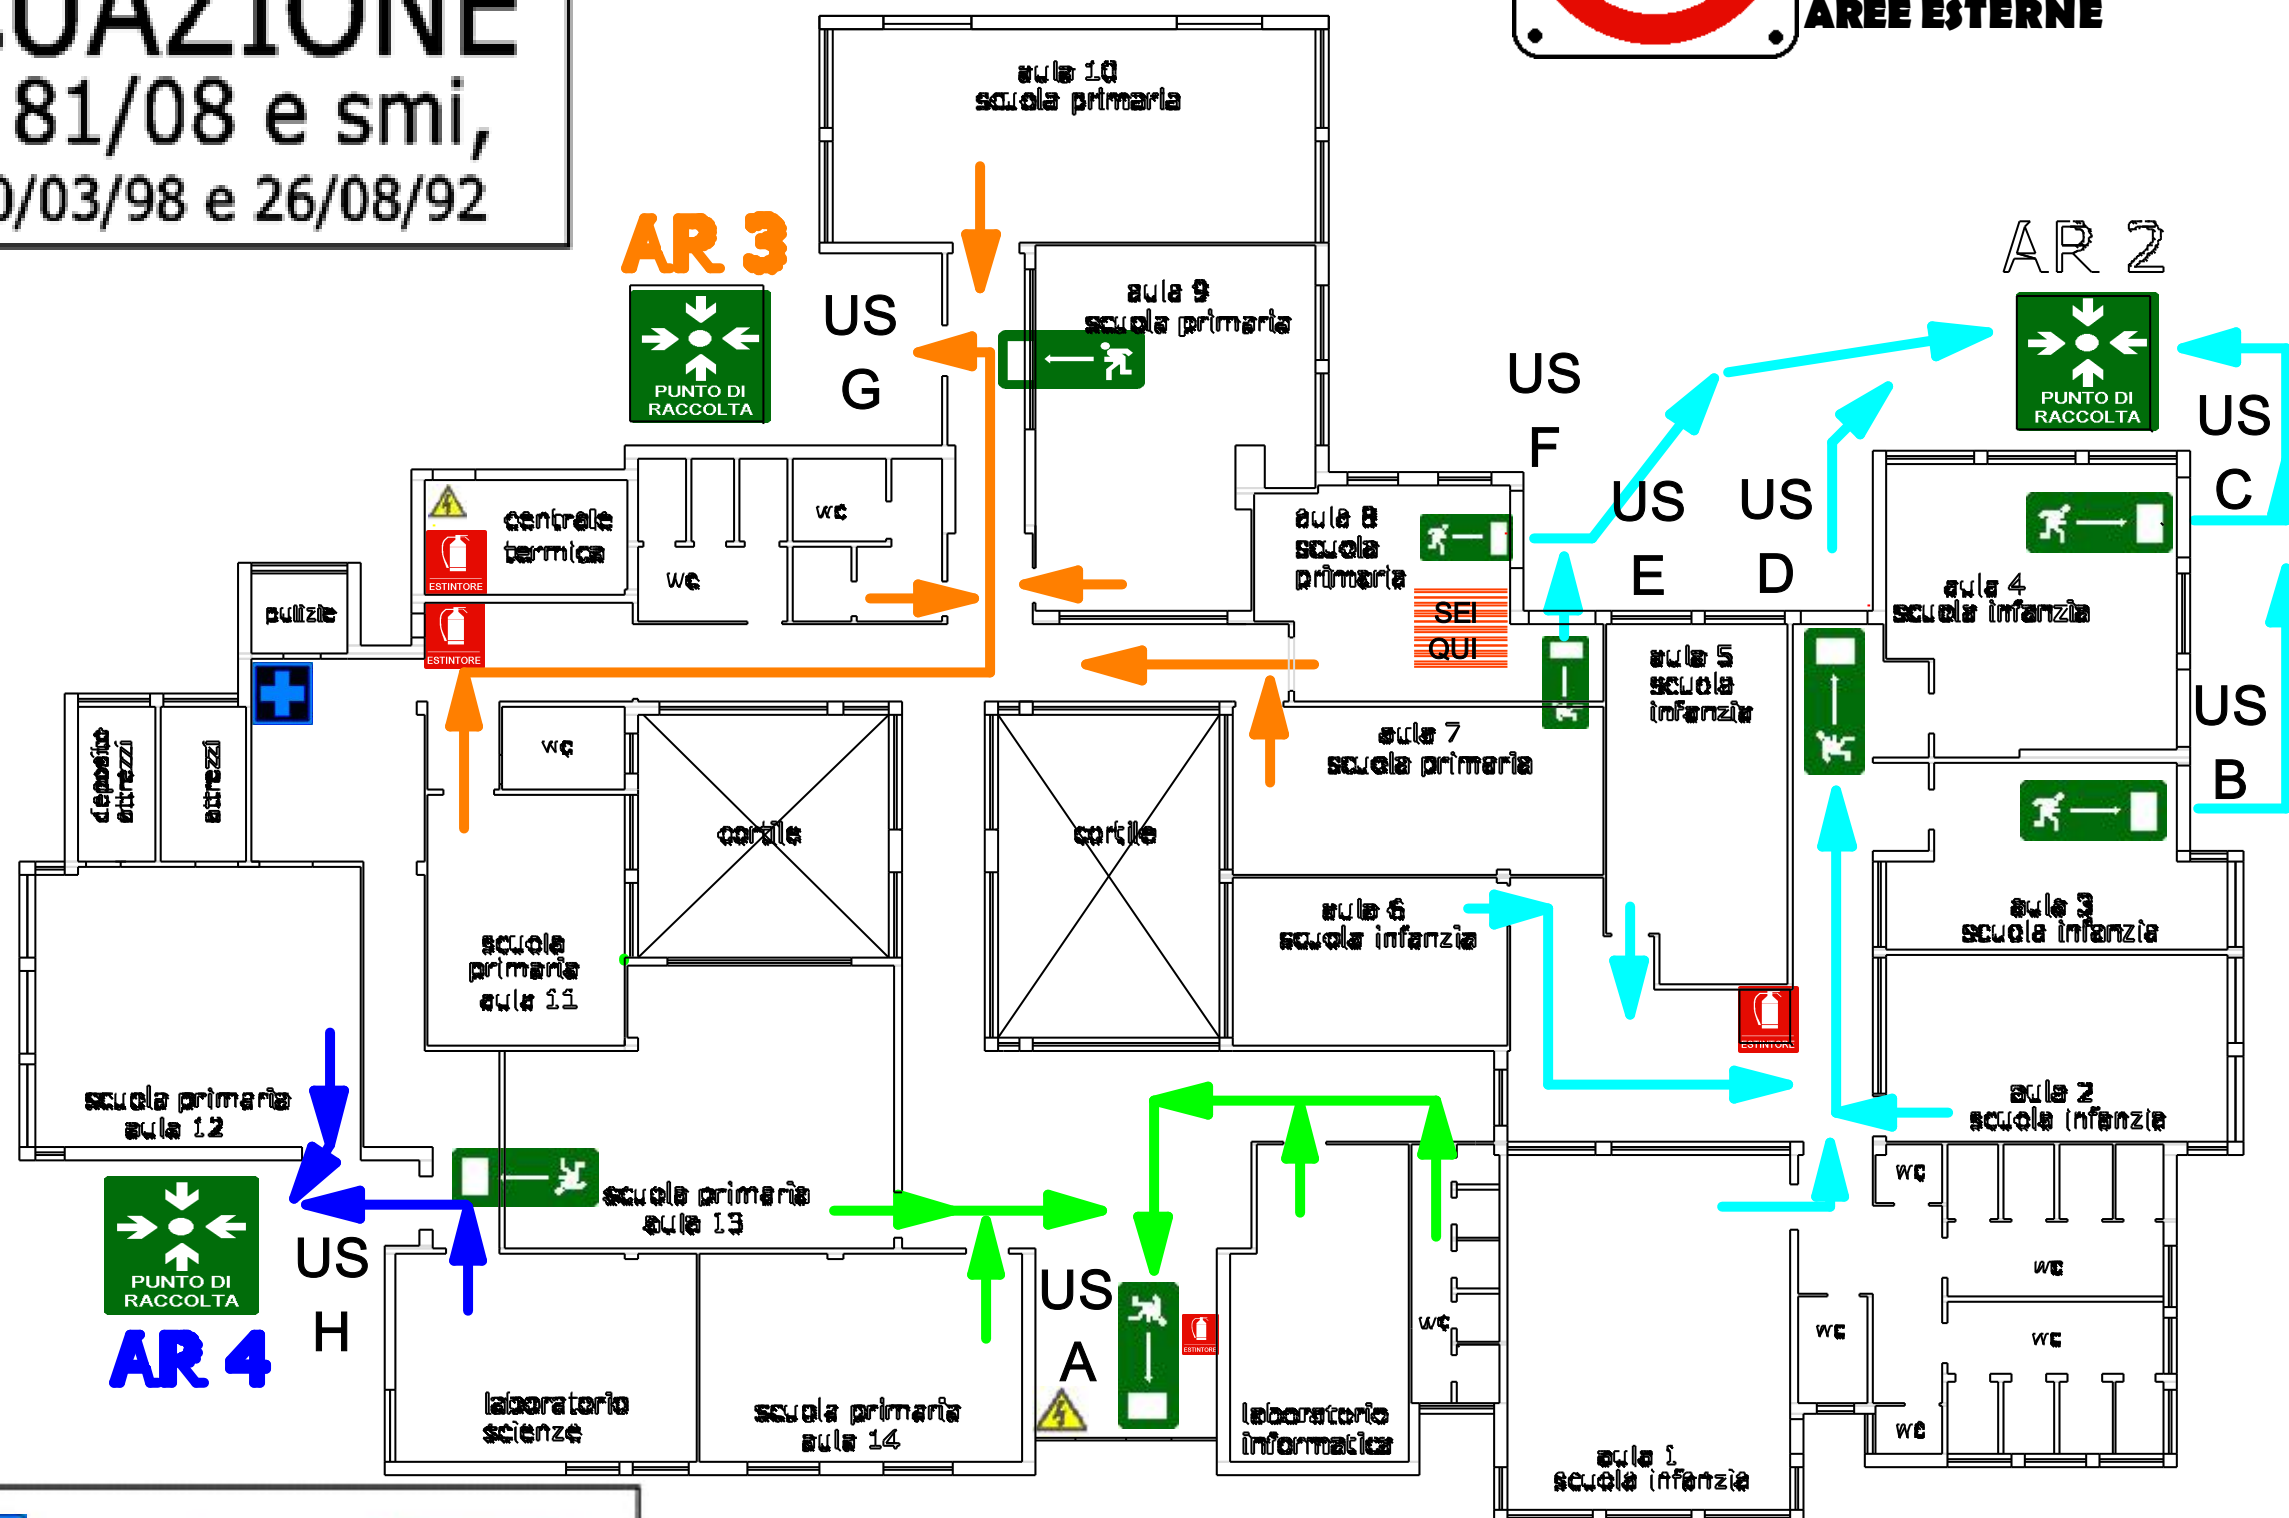 81/08 e smi,
0/03/98 e 26/08/92
AREE ESTERNE
aula 10
scuola primaria
AR 3
PUNTO DI
RACCOLTA
US
G
aula 9
scuola primaria
AR 2
PUNTO DI
RACCOLTA
US
F
US
E
US
D
US
C
US
B
centrale
termica
ESTINTORE
ESTINTORE
wc
wc
pulizie
deposito
attrezzi
attrezzi
wc
cortile
cortile
aula 8
scuola
primaria
SEI
QUI
aula 5
scuola
infanzia
aula 4
scuola infanzia
aula 7
scuola primaria
aula 6
scuola infanzia
aula 3
scuola infanzia
scuola
primaria
aula 11
ESTINTORE
scuola primaria
aula 12
aula 2
scuola infanzia
scuola primaria
aula 13
PUNTO DI
RACCOLTA
AR 4
US
H
US
A
ESTINTORE
laboratorio
scienze
scuola primaria
aula 14
laboratorio
informatica
wc
wc
wc
wc
wc
wc
aula 1
scuola infanzia